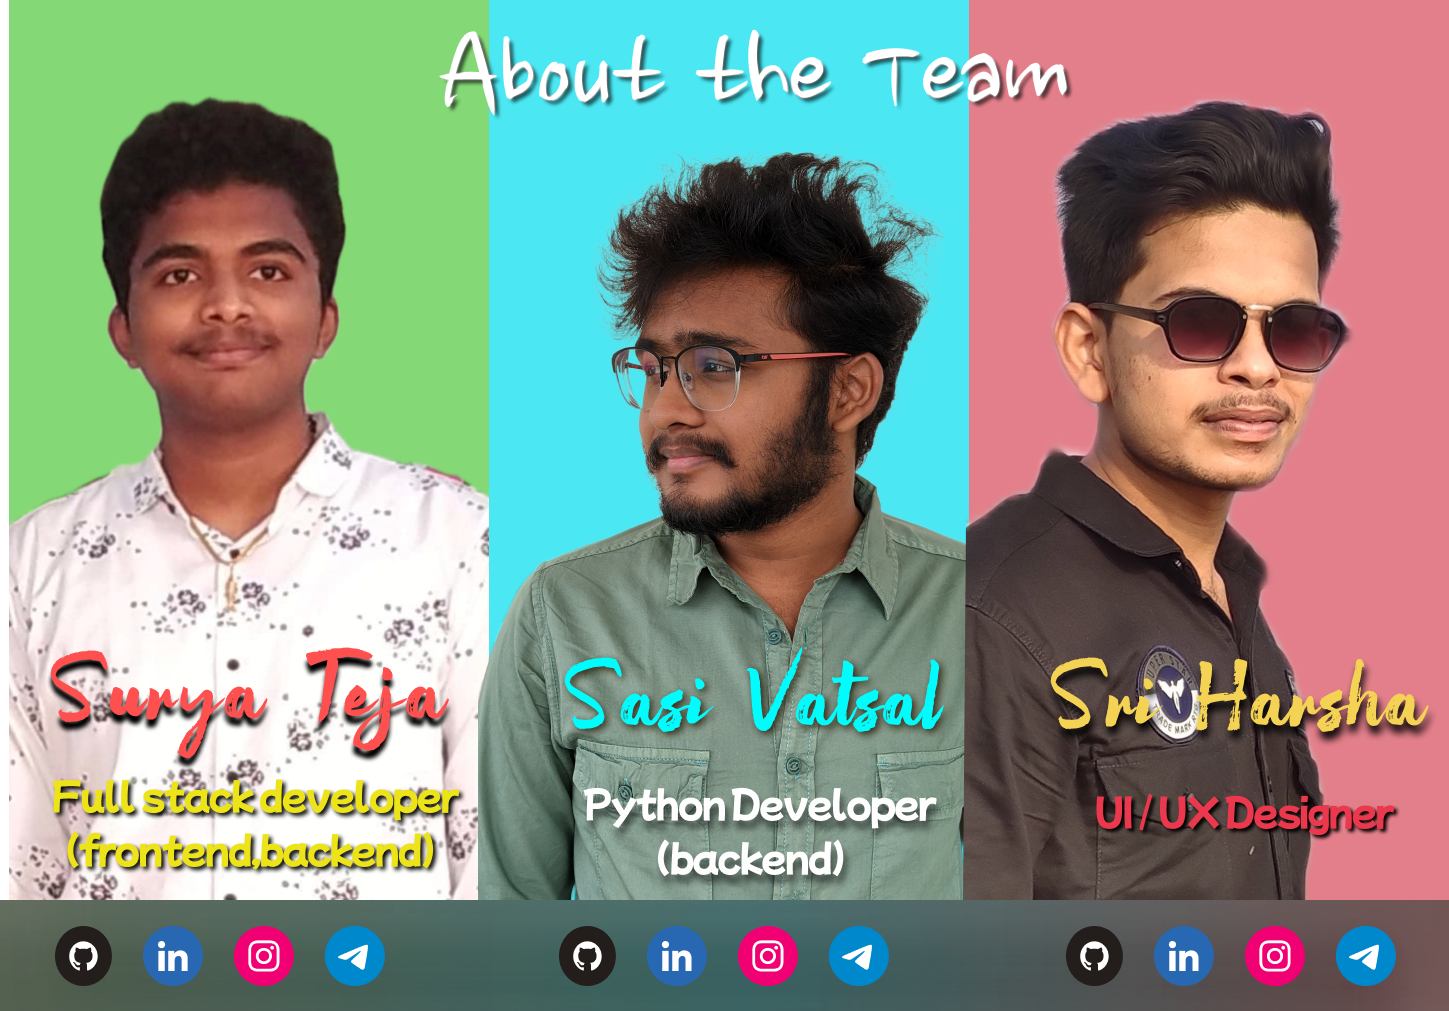 About the Team
Surya Teja
Full stack developer
(frontend,backend)
Sasi Vatsal
Python Developer
(backend)
Sri Harsha
UI / UX Designer
in
in
in